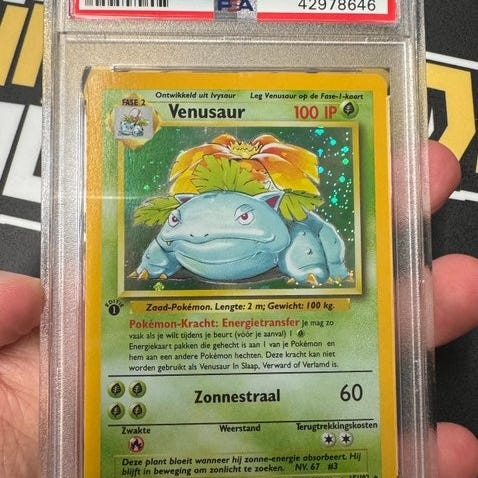 PSA
42978646
Ontwikkeld uit Ivysaur
Leg Venusaur op de Fase-1-kaart
FASE 2
Venusaur
100 IP
EDITIE
1
Zaad-Pokémon. Lengte: 2 m; Gewicht: 100 kg.
Pokémon-Kracht: Energietransfer Je mag zo
vaak als je wilt tijdens je beurt (vóór je aanval) 1
Energiekaart pakken die gehecht is aan 1 van je Pokémon en
hem aan een andere Pokémon hechten. Deze kracht kan niet
worden gebruikt als Venusaur In Slaap, Verward of Verlamd is.
Zonnestraal
60
Zwakte
Weerstand
Terugtrekkingskosten
Deze plant bloeit wanneer hij zonne-energie absorbeert. Hij
blijft in beweging om zonlicht te zoeken. NV. 67 #3